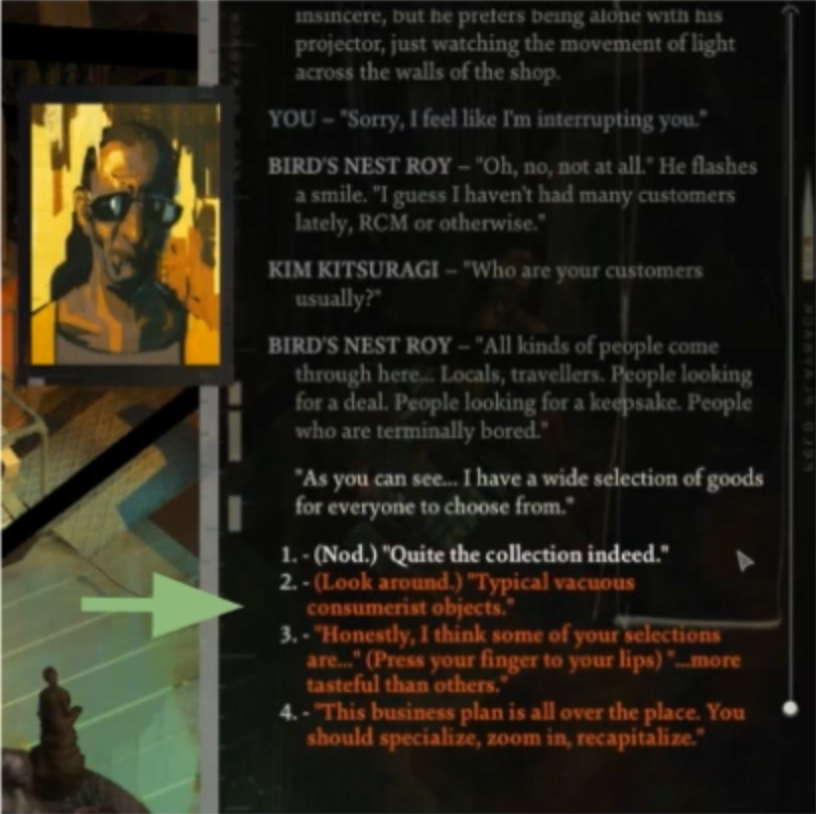 insincere, but he prefers being alone with his
projector, just watching the movement of light
across the walls of the shop.
YOU – "Sorry, I feel like I'm interrupting you."
BIRD'S NEST ROY – "Oh, no, not at all." He flashes
a smile. "I guess I haven't had many customers
lately, RCM or otherwise."
KIM KITSURAGI – "Who are your customers
usually?"
BIRD'S NEST ROY – "All kinds of people come
through here... Locals, travellers. People looking
for a deal. People looking for a keepsake. People
who are terminally bored."
"As you can see... I have a wide selection of goods
for everyone to choose from."
1. - (Nod.) "Quite the collection indeed."
2. - (Look around.) "Typical vacuous
consumerist objects."
3. - "Honestly, I think some of your selections
are..." (Press your finger to your lips) "...more
tasteful than others."
4. - "This business plan is all over the place. You
should specialize, zoom in, recapitalize."